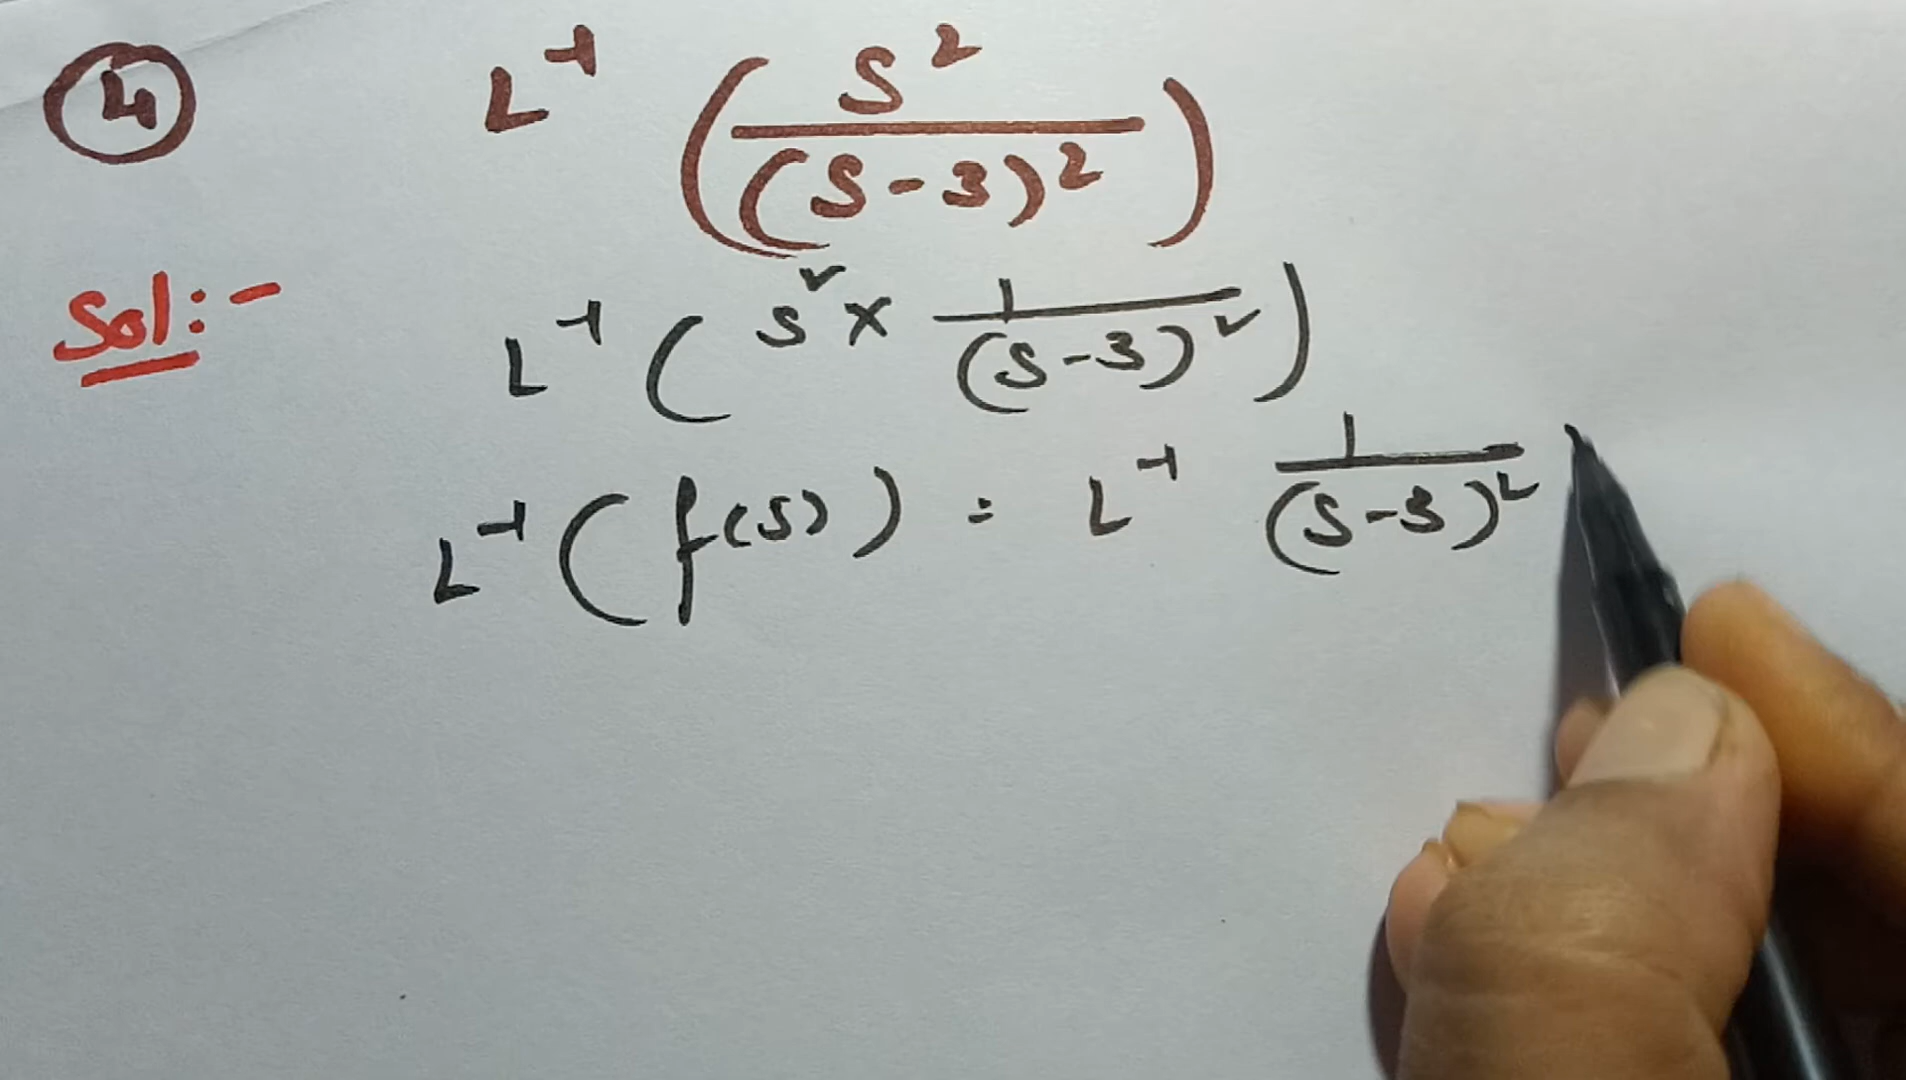 ④ L⁻¹ (S² / (S-3)²)
Sol:-
L⁻¹ (S² × 1 / (S-3)²)
L⁻¹ (f(s)) = L⁻¹ 1 / (S-3)²